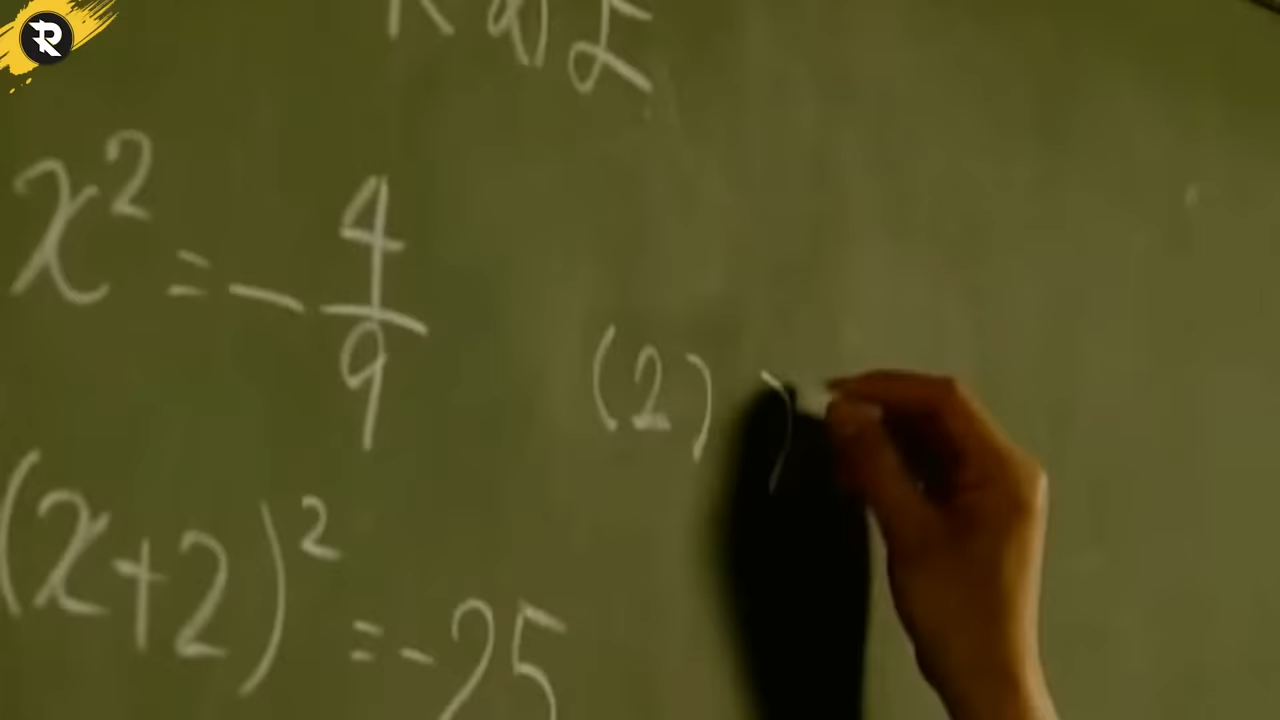 x² = -4/9
(2)
(x+2)² = -25